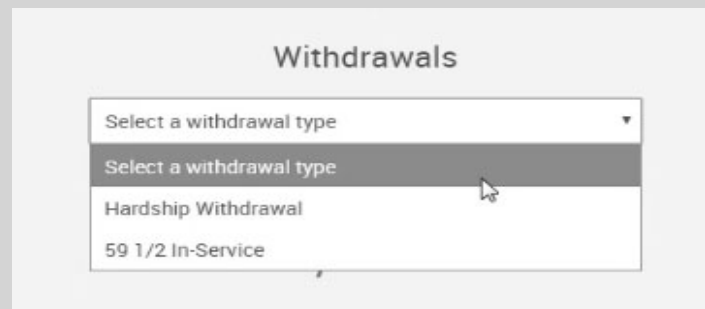 Withdrawals
Select a withdrawal type
Select a withdrawal type
Hardship Withdrawal
59 1/2 In-Service